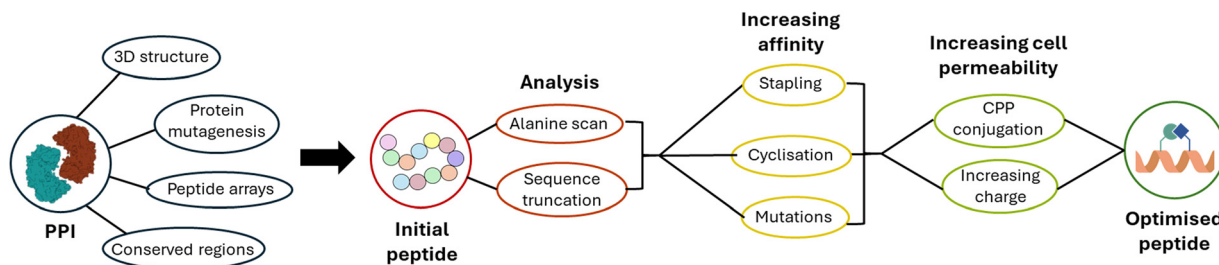 3D structure
Protein
mutagenesis
Peptide arrays
Conserved regions
PPI
Initial
peptide
Analysis
Alanine scan
Sequence
truncation
Increasing
affinity
Stapling
Cyclisation
Mutations
Increasing cell
permeability
CPP
conjugation
Increasing
charge
Optimised
peptide